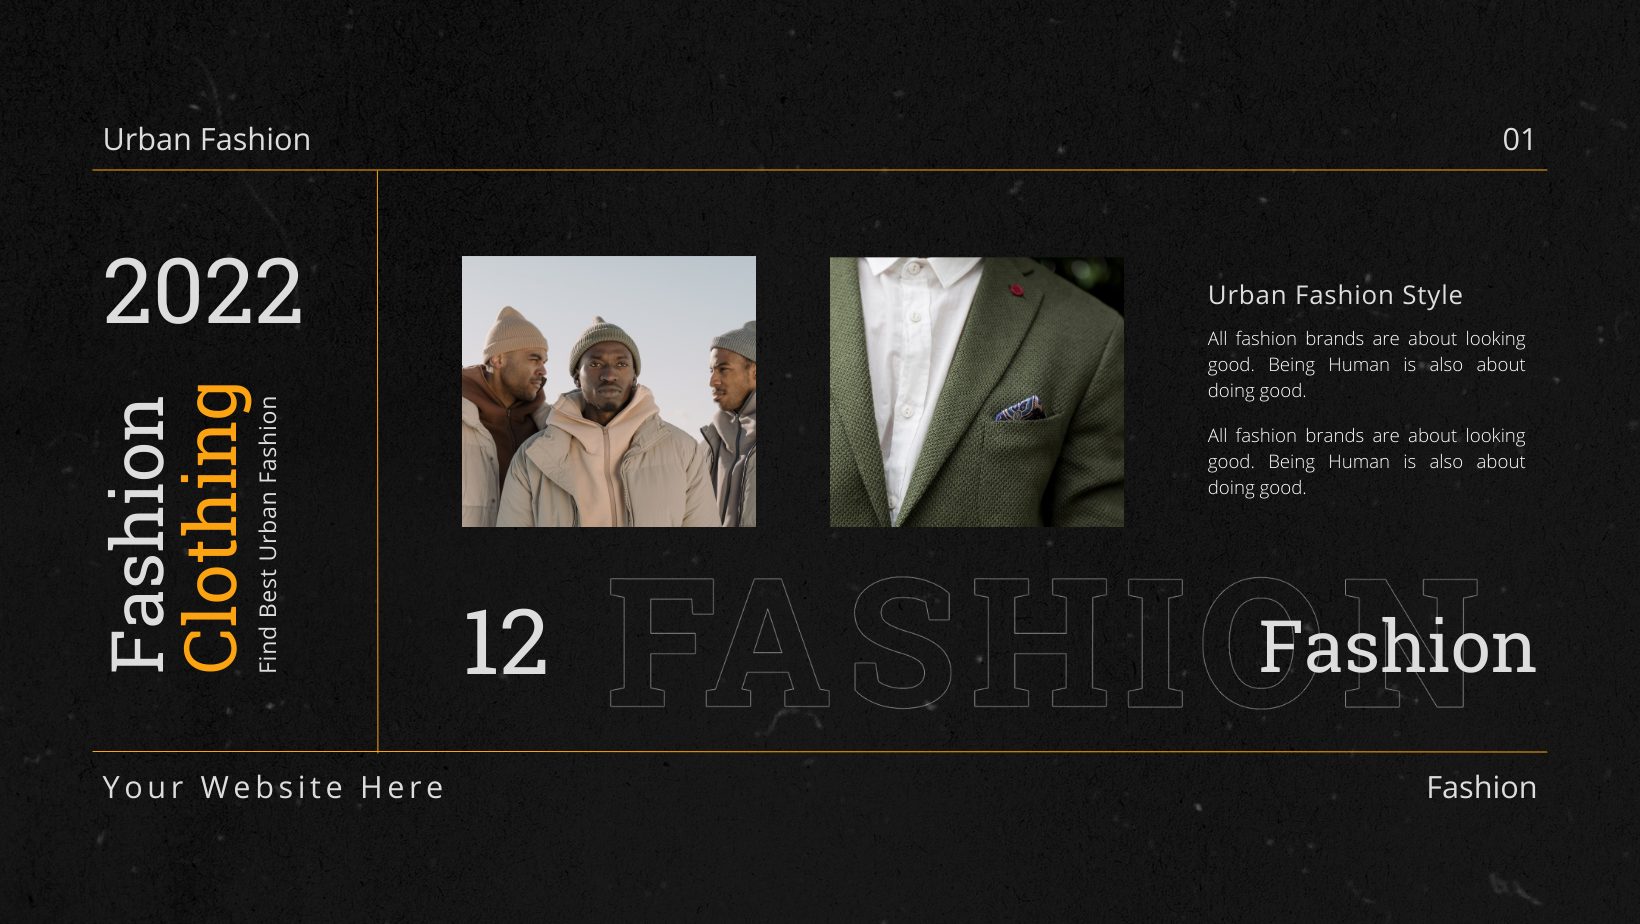 Urban Fashion
01
2022
Fashion
Clothing
Find Best Urban Fashion
Urban Fashion Style
All fashion brands are about looking
good. Being Human is also about
doing good.
All fashion brands are about looking
good. Being Human is also about
doing good.
12
FASHION
Fashion
Your Website Here
Fashion